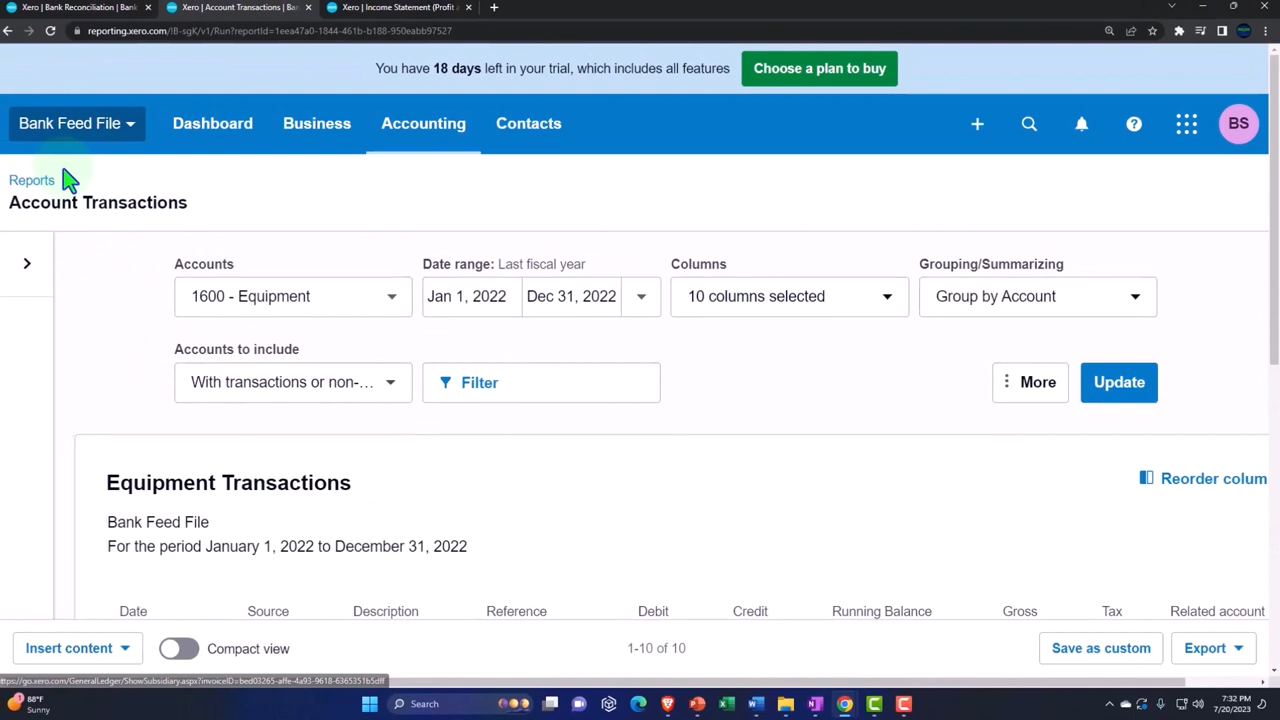 Xero | Bank Reconciliation | Bank
Xero | Account Transactions | Ban
Xero | Income Statement (Profit a
reporting.xero.com/!B-sgK/v1/Run?reportId=1eea47a0-1844-461b-b188-950eabb97527
You have 18 days left in your trial, which includes all features
Choose a plan to buy
Bank Feed File
Dashboard
Business
Accounting
Contacts
BS
Reports
Account Transactions
Accounts
Date range: Last fiscal year
Columns
Grouping/Summarizing
1600 - Equipment
Jan 1, 2022
Dec 31, 2022
10 columns selected
Group by Account
Accounts to include
With transactions or non-...
Filter
More
Update
Equipment Transactions
Reorder colum
Bank Feed File
For the period January 1, 2022 to December 31, 2022
Date
Source
Description
Reference
Debit
Credit
Running Balance
Gross
Tax
Related account
Insert content
Compact view
1-10 of 10
Save as custom
Export
ttps://go.xero.com/GeneralLedger/ShowSubsidiary.aspx?invoiceID=bed03265-affe-4a93-9618-6365351b5dff
88°F
Sunny
Search
7:32 PM
7/20/2023